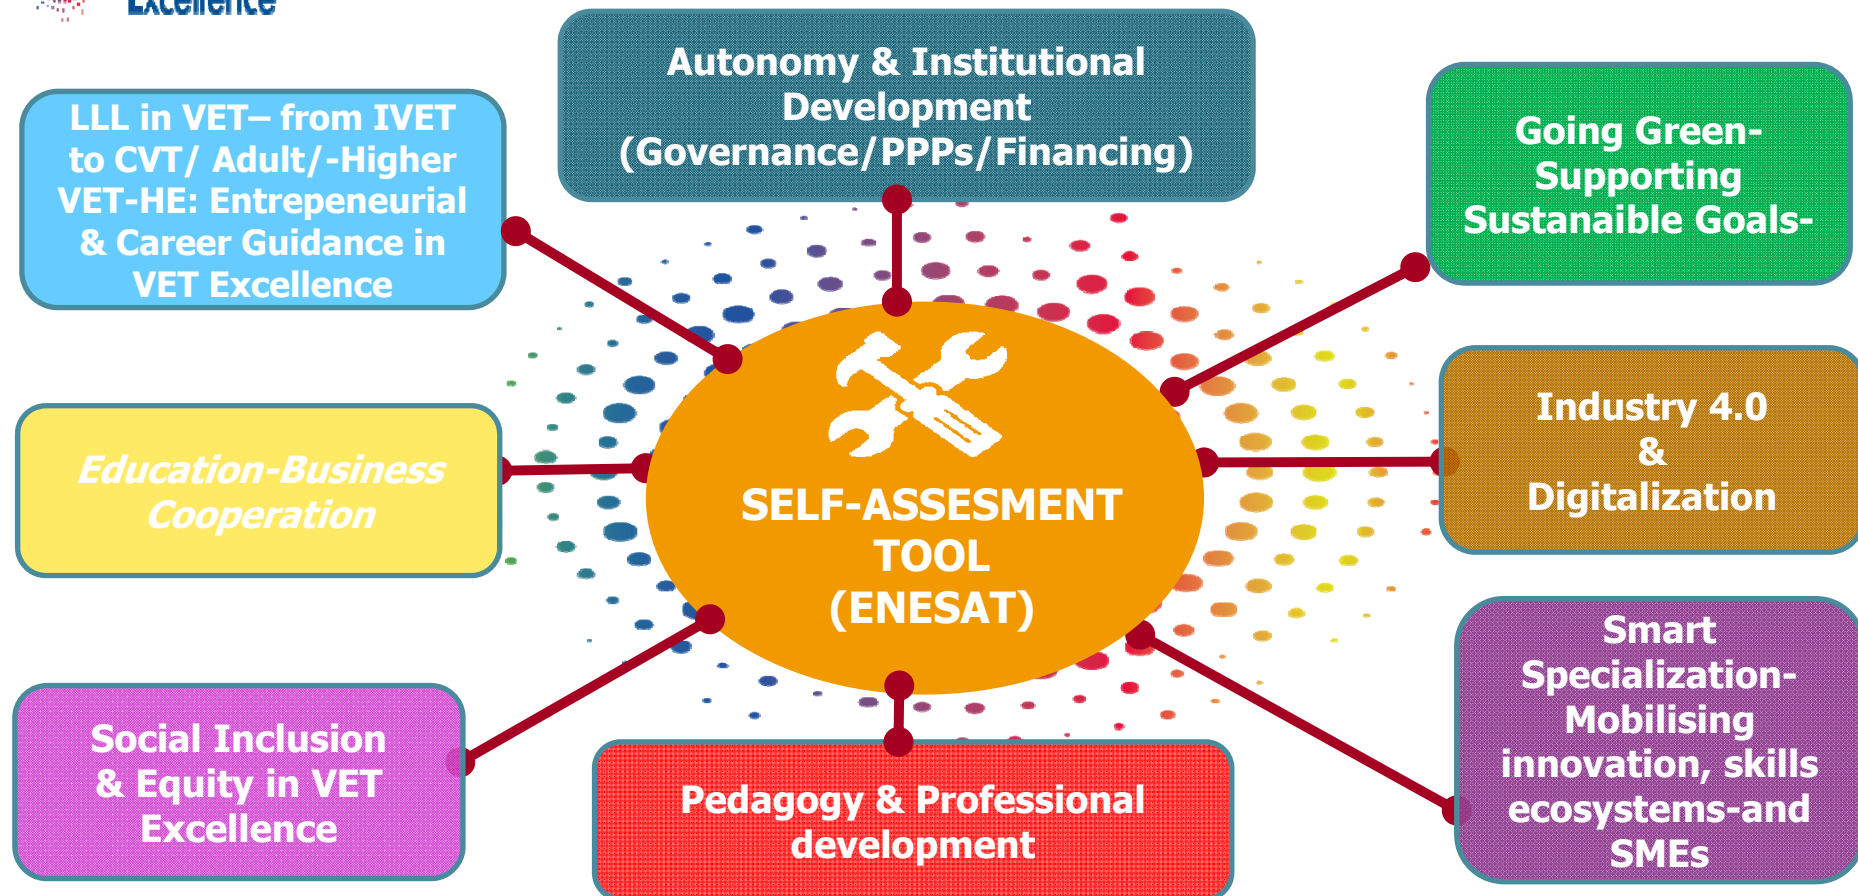 Excellence
Autonomy & Institutional
Development
(Governance/PPPs/Financing)
LLL in VET– from IVET
to CVT/ Adult/-Higher
VET-HE: Entrepeneurial
& Career Guidance in
VET Excellence
Going Green-
Supporting
Sustanaible Goals-
Education-Business
Cooperation
SELF-ASSESMENT
TOOL
(ENESAT)
Industry 4.0
&
Digitalization
Social Inclusion
& Equity in VET
Excellence
Pedagogy & Professional
development
Smart
Specialization-
Mobilising
innovation, skills
ecosystems-and
SMEs